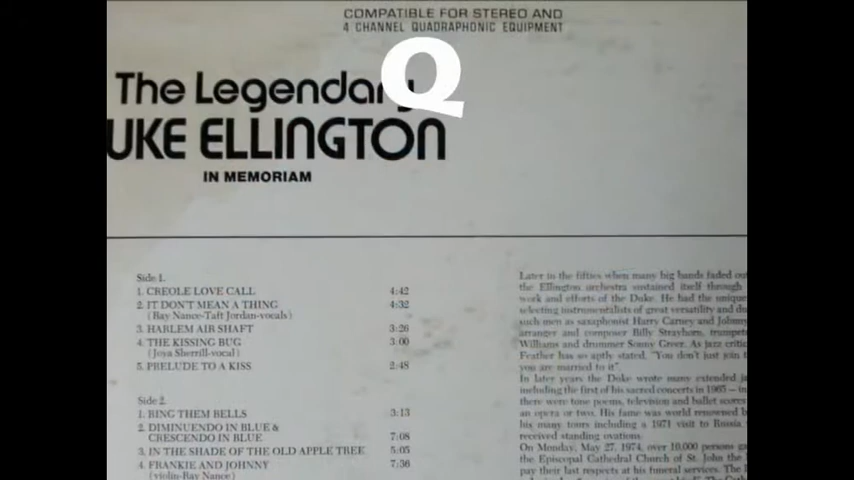 COMPATIBLE FOR STEREO AND
4 CHANNEL QUADRAPHONIC EQUIPMENT
Q
The Legendary
UKE ELLINGTON
IN MEMORIAM
Side 1.
1. CREOLE LOVE CALL 4:42
2. IT DON'T MEAN A THING 4:32
(Ray Nance-Taft Jordan-vocals)
3. HARLEM AIR SHAFT 3:26
4. THE KISSING BUG 3:00
(Joya Sherrill-vocal)
5. PRELUDE TO A KISS 2:48
Side 2.
1. RING THEM BELLS 3:13
2. DIMINUENDO IN BLUE &
CRESCENDO IN BLUE 7:08
3. IN THE SHADE OF THE OLD APPLE TREE 5:05
4. FRANKIE AND JOHNNY 7:36
(violin-Ray Nance)
Later in the fifties when many big bands faded out
the Ellington orchestra sustained itself through
work and efforts of the Duke. He had the unique
selecting instrumentalists of great versatility and
such men as saxaphonist Harry Carney and Johnny
arranger and composer Billy Strayhorn, trumpet
Williams and drummer Sonny Greer. As jazz critic
Feather has so aptly stated, "You don't just join
you are married to it".
In later years the Duke wrote many extended
including the first of his sacred concerts in 1965 — in
there were tone poems, television and ballet scores
an opera or two. His fame was world renowned
his many tours including a 1971 visit to Russia
received standing ovations.
On Monday, May 27, 1974, over 10,000 persons
the Episcopal Cathedral Church of St. John the
pay their last respects at his funeral services. The